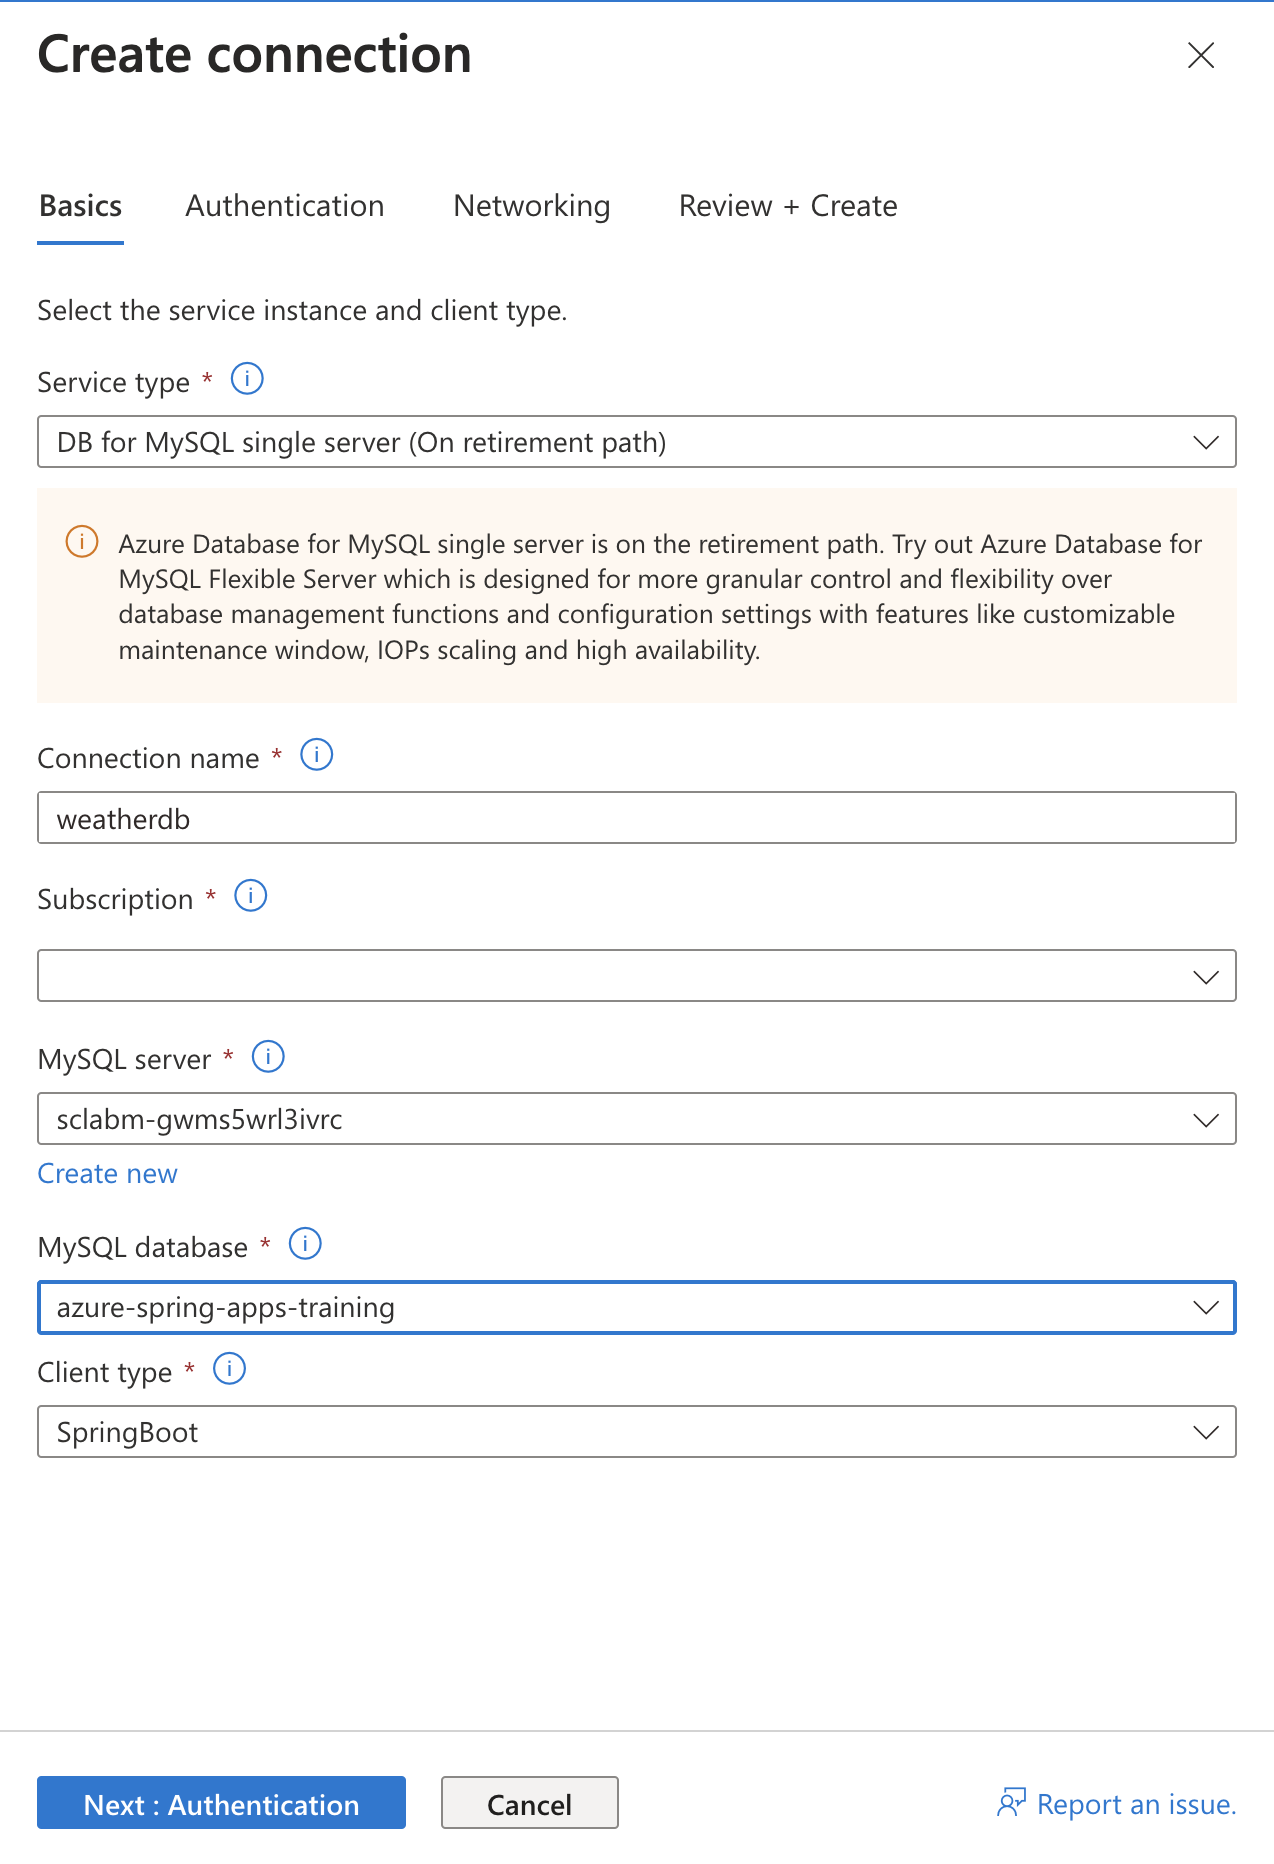 Create connection
Basics Authentication Networking Review + Create
Select the service instance and client type.
Service type *
DB for MySQL single server (On retirement path)
Azure Database for MySQL single server is on the retirement path. Try out Azure Database for
MySQL Flexible Server which is designed for more granular control and flexibility over
database management functions and configuration settings with features like customizable
maintenance window, IOPs scaling and high availability.
Connection name *
weatherdb
Subscription *
MySQL server *
sclabm-gwms5wrl3ivrc
Create new
MySQL database *
azure-spring-apps-training
Client type *
SpringBoot
Next : Authentication Cancel Report an issue.